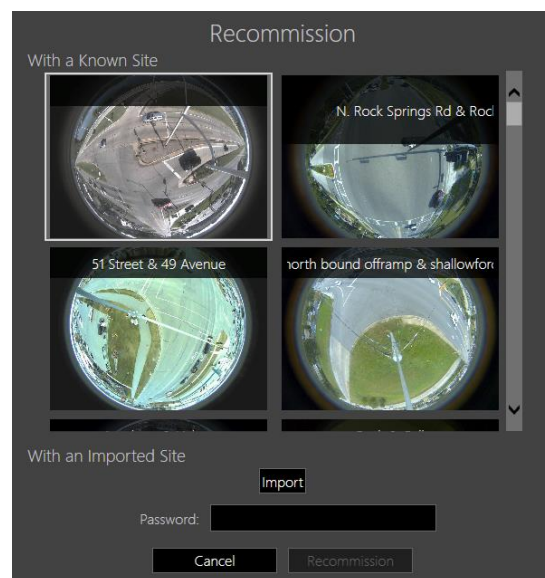 Recommission
With a Known Site
N. Rock Springs Rd & Roc
51 Street & 49 Avenue
north bound offramp & shallowford
With an Imported Site
Import
Password:
Cancel
Recommission